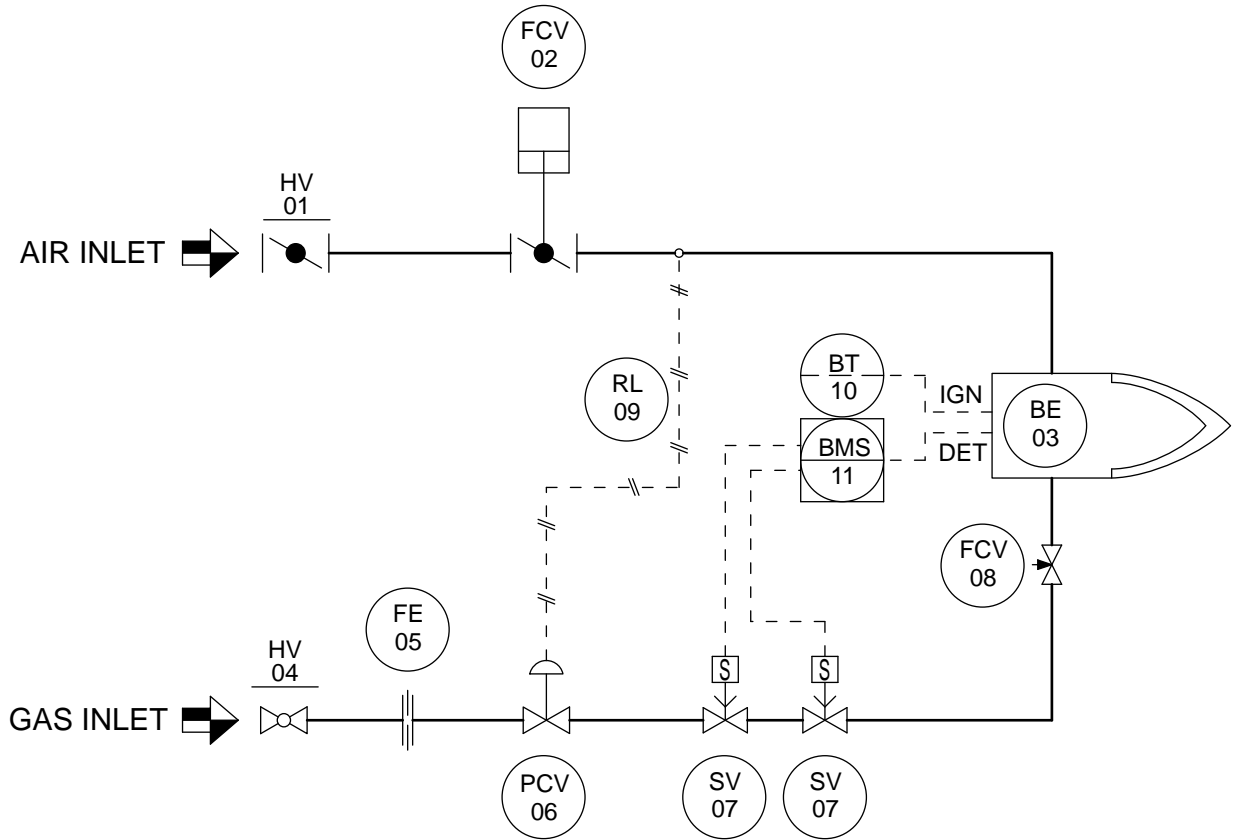 FCV
02
HV
01
AIR INLET
RL
09
BT
10
IGN
BE
03
BMS
11
DET
FCV
08
FE
05
HV
04
S
S
GAS INLET
PCV
06
SV
07
SV
07